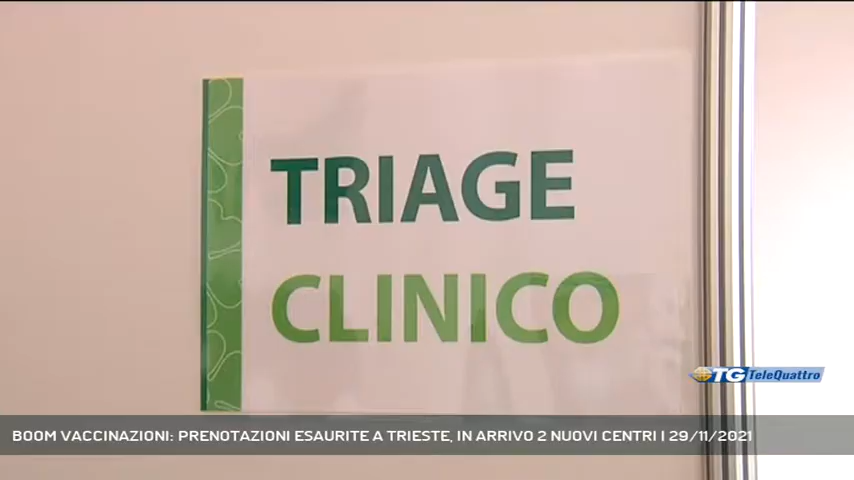 TRIAGE
CLINICO
TG TeleQuattro
BOOM VACCINAZIONI: PRENOTAZIONI ESAURITE A TRIESTE, IN ARRIVO 2 NUOVI CENTRI | 29/11/2021